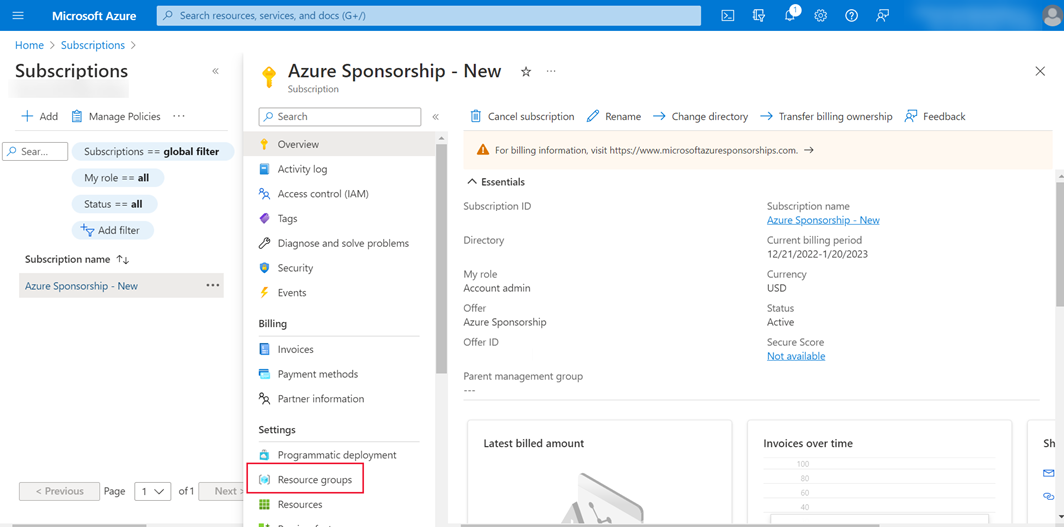 Microsoft Azure
Search resources, services, and docs (G+/)
1
Home > Subscriptions >
Subscriptions
«
Add
Manage Policies
···
Sear...
Subscriptions == global filter
My role == all
Status == all
Add filter
Subscription name ↑↓
Azure Sponsorship - New
···
< Previous
Page
1
of 1
Next >
Azure Sponsorship - New
···
Subscription
Search
«
Overview
Activity log
Access control (IAM)
Tags
Diagnose and solve problems
Security
Events
Billing
Invoices
Payment methods
Partner information
Settings
Programmatic deployment
Resource groups
Resources
Cancel subscription
Rename
Change directory
Transfer billing ownership
Feedback
For billing information, visit https://www.microsoftazuresponsorships.com. →
Essentials
Subscription ID
Directory
My role
Account admin
Offer
Azure Sponsorship
Offer ID
Parent management group
---
Subscription name
Azure Sponsorship - New
Current billing period
12/21/2022-1/20/2023
Currency
USD
Status
Active
Secure Score
Not available
Latest billed amount
Invoices over time
100
80
60
40
Sh